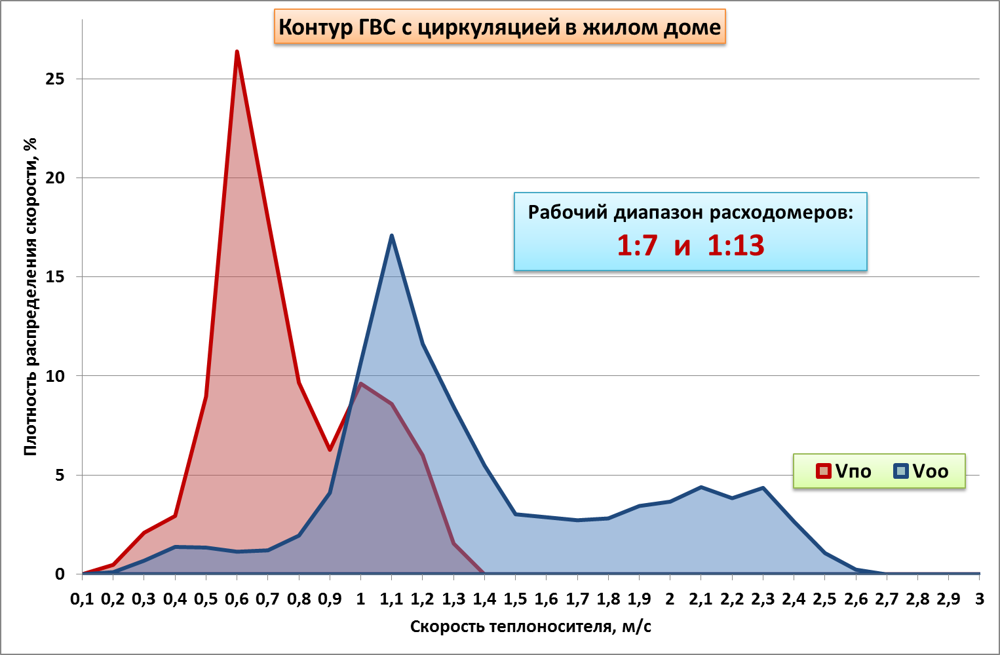 Контур ГВС с циркуляцией в жилом доме
Плотность распределения скорости, %
25
20
15
10
5
0
Рабочий диапазон расходомеров:
1:7 и 1:13
Vпо Vоо
0,1 0,2 0,3 0,4 0,5 0,6 0,7 0,8 0,9 1 1,1 1,2 1,3 1,4 1,5 1,6 1,7 1,8 1,9 2 2,1 2,2 2,3 2,4 2,5 2,6 2,7 2,8 2,9 3
Скорость теплоносителя, м/с